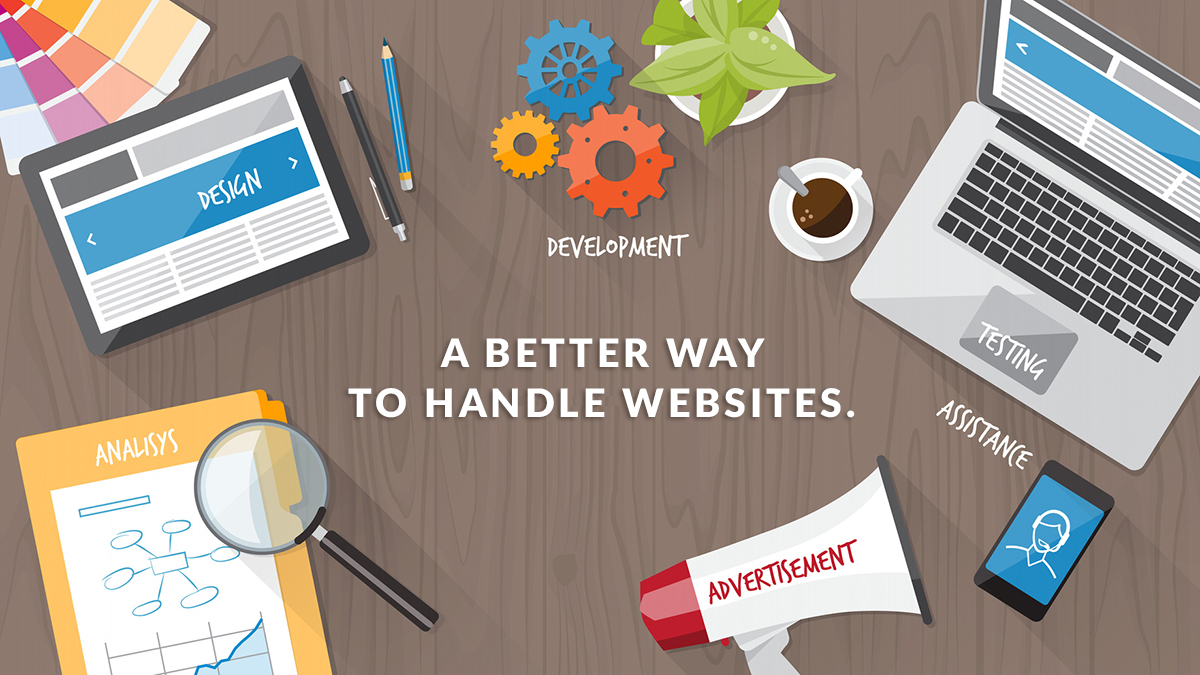 DESIGN
DEVELOPMENT
TESTING
A BETTER WAY
TO HANDLE WEBSITES.
ANALISYS
ASSISTANCE
ADVERTISEMENT